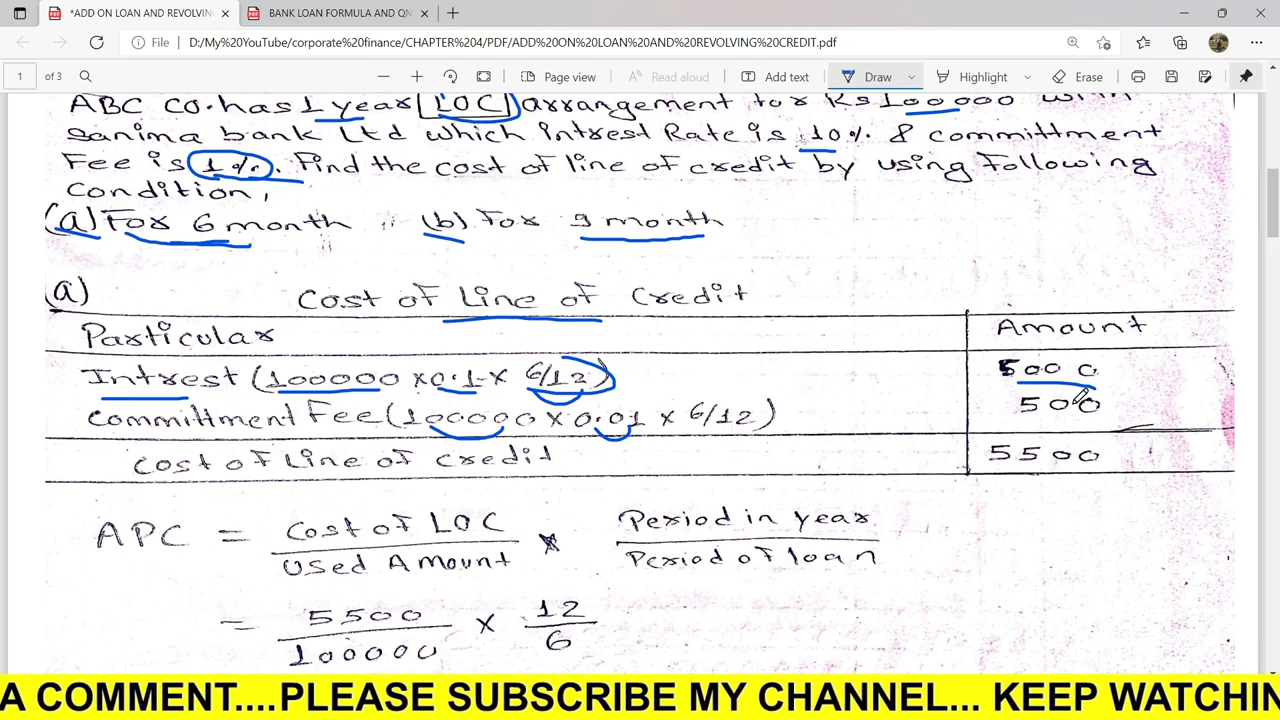 *ADD ON LOAN AND REVOLVIN
BANK LOAN FORMULA AND QN
File D:/My%20YouTube/corporate%20finance/CHAPTER%204/PDF/ADD%20ON%20LOAN%20AND%20REVOLVING%20CREDIT.pdf
1 of 3 Page view Read aloud Add text Draw Highlight Erase
ABC Co. has 1 year LOC arrangement for Rs 100000 with
Sanima bank Ltd which intrest Rate is 10% & committment
Fee is 1%. Find the cost of line of credit by using Following
condition,
(a) For 6 month (b) For 9 month
(a) Cost of Line of Credit
Particular Amount
Intrest (100000 x 0.1 x 6/12) 5000
committment Fee (100000 x 0.01 x 6/12) 500
Cost of Line of credit 5500
APC = Cost of LOC x Period in year
Used Amount Period of loan
= 5500 x 12
100000 6
A COMMENT....PLEASE SUBSCRIBE MY CHANNEL... KEEP WATCHIN